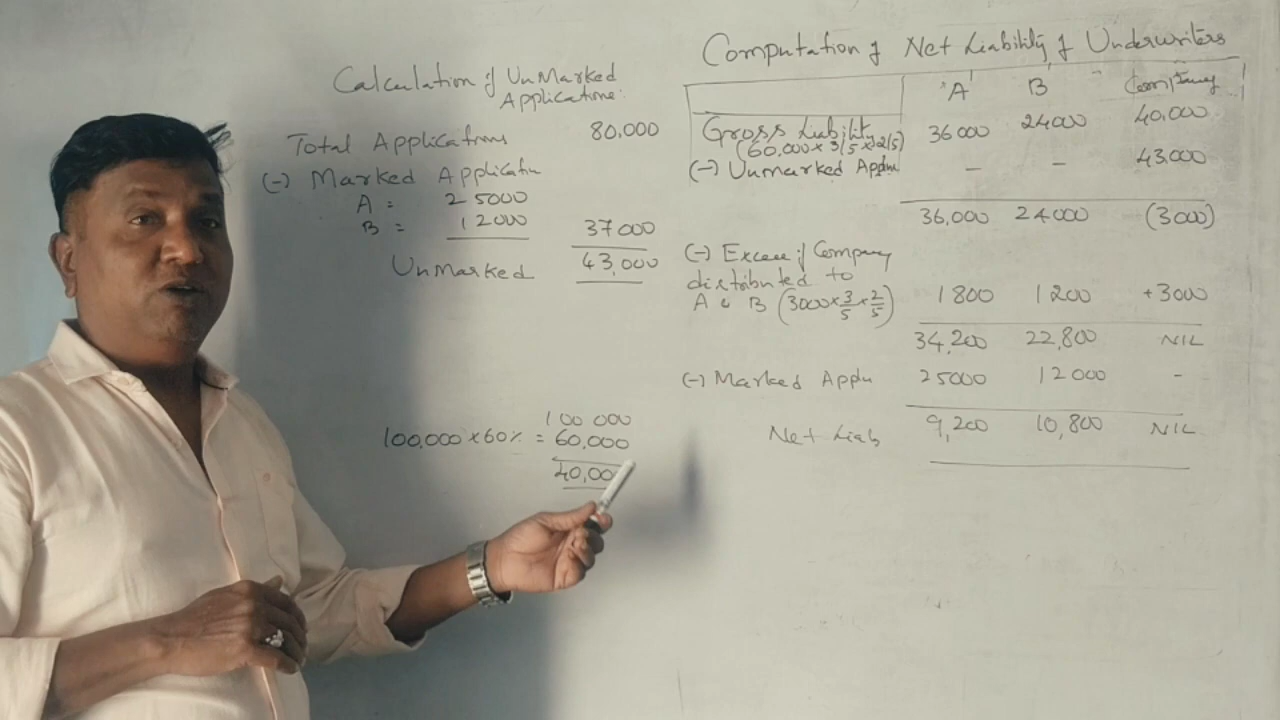 Calculation of UnMarked
Applications:
Total Applications 80,000
(-) Marked Application
A = 25000
B = 12000 37000
UnMarked 43,000
100 000
100,000 x 60% = 60,000
40,00
Computation of Net Liability of Underwriters
'A' B' Company
Gross Liability 36000 24000 40,000
(60,000 x 3/5 x 2/5)
(-) Unmarked Appln - - 43,000
36,000 24000 (3000)
(-) Excess of Company
distributed to
A & B (3000 x 3/5 x 2/5) 1800 1200 +3000
34,200 22,800 NIL
(-) Marked Appln 25000 12000 -
Net Liab 9,200 10,800 NIL